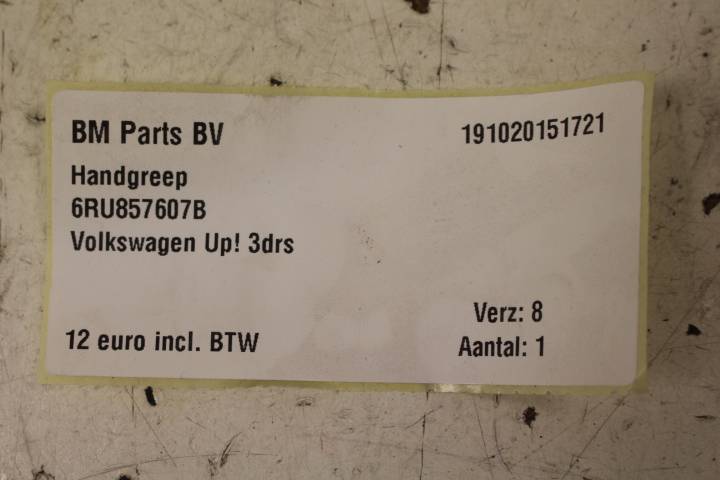 BM Parts BV
191020151721
Handgreep
6RU857607B
Volkswagen Up! 3drs
Verz: 8
12 euro incl. BTW
Aantal: 1